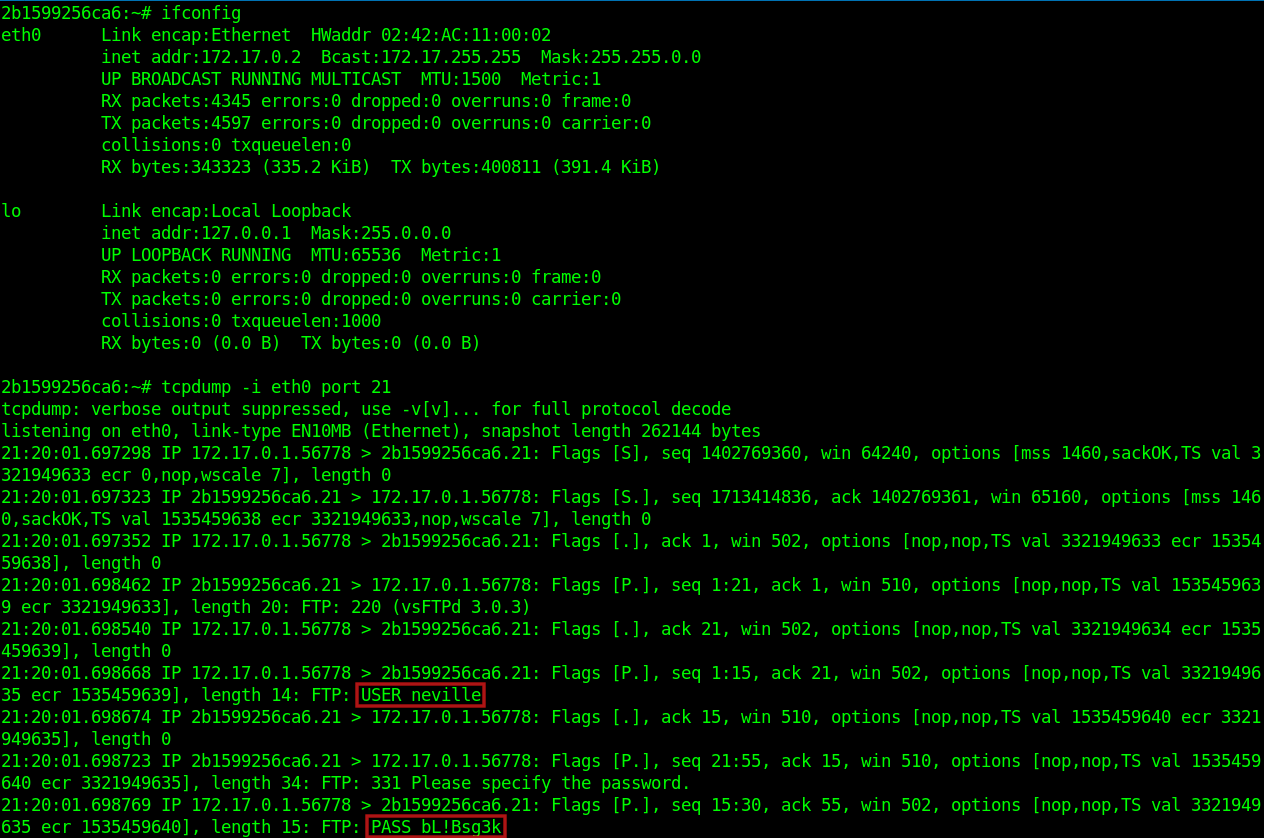 2b1599256ca6:~# ifconfig
eth0      Link encap:Ethernet  HWaddr 02:42:AC:11:00:02
          inet addr:172.17.0.2  Bcast:172.17.255.255  Mask:255.255.0.0
          UP BROADCAST RUNNING MULTICAST  MTU:1500  Metric:1
          RX packets:4345 errors:0 dropped:0 overruns:0 frame:0
          TX packets:4597 errors:0 dropped:0 overruns:0 carrier:0
          collisions:0 txqueuelen:0
          RX bytes:343323 (335.2 KiB)  TX bytes:400811 (391.4 KiB)

lo        Link encap:Local Loopback
          inet addr:127.0.0.1  Mask:255.0.0.0
          UP LOOPBACK RUNNING  MTU:65536  Metric:1
          RX packets:0 errors:0 dropped:0 overruns:0 frame:0
          TX packets:0 errors:0 dropped:0 overruns:0 carrier:0
          collisions:0 txqueuelen:1000
          RX bytes:0 (0.0 B)  TX bytes:0 (0.0 B)

2b1599256ca6:~# tcpdump -i eth0 port 21
tcpdump: verbose output suppressed, use -v[v]... for full protocol decode
listening on eth0, link-type EN10MB (Ethernet), snapshot length 262144 bytes
21:20:01.697298 IP 172.17.0.1.56778 > 2b1599256ca6.21: Flags [S], seq 1402769360, win 64240, options [mss 1460,sackOK,TS val 3
321949633 ecr 0,nop,wscale 7], length 0
21:20:01.697323 IP 2b1599256ca6.21 > 172.17.0.1.56778: Flags [S.], seq 1713414836, ack 1402769361, win 65160, options [mss 146
0,sackOK,TS val 1535459638 ecr 3321949633,nop,wscale 7], length 0
21:20:01.697352 IP 172.17.0.1.56778 > 2b1599256ca6.21: Flags [.], ack 1, win 502, options [nop,nop,TS val 3321949633 ecr 15354
59638], length 0
21:20:01.698462 IP 2b1599256ca6.21 > 172.17.0.1.56778: Flags [P.], seq 1:21, ack 1, win 510, options [nop,nop,TS val 153545963
9 ecr 3321949633], length 20: FTP: 220 (vsFTPd 3.0.3)
21:20:01.698540 IP 172.17.0.1.56778 > 2b1599256ca6.21: Flags [.], ack 21, win 502, options [nop,nop,TS val 3321949634 ecr 1535
459639], length 0
21:20:01.698668 IP 172.17.0.1.56778 > 2b1599256ca6.21: Flags [P.], seq 1:15, ack 21, win 502, options [nop,nop,TS val 33219496
35 ecr 1535459639], length 14: FTP: USER neville
21:20:01.698674 IP 2b1599256ca6.21 > 172.17.0.1.56778: Flags [.], ack 15, win 510, options [nop,nop,TS val 1535459640 ecr 3321
949635], length 0
21:20:01.698723 IP 2b1599256ca6.21 > 172.17.0.1.56778: Flags [P.], seq 21:55, ack 15, win 510, options [nop,nop,TS val 1535459
640 ecr 3321949635], length 34: FTP: 331 Please specify the password.
21:20:01.698769 IP 172.17.0.1.56778 > 2b1599256ca6.21: Flags [P.], seq 15:30, ack 55, win 502, options [nop,nop,TS val 3321949
635 ecr 1535459640], length 15: FTP: PASS bL!Bsg3k